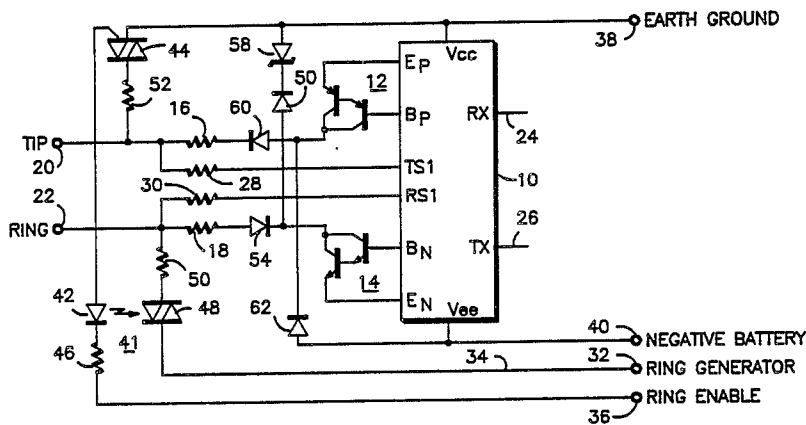 EARTH GROUND
38
44
58
12
EP
VCC
50
52
16
60
BP
RX
TIP
20
24
TS1
28
30
RS1
10
22
RING
18
54
BN
TX
26
50
14
42
48
62
EN
Vee
40
NEGATIVE BATTERY
46
41
34
32
RING GENERATOR
RING ENABLE
36